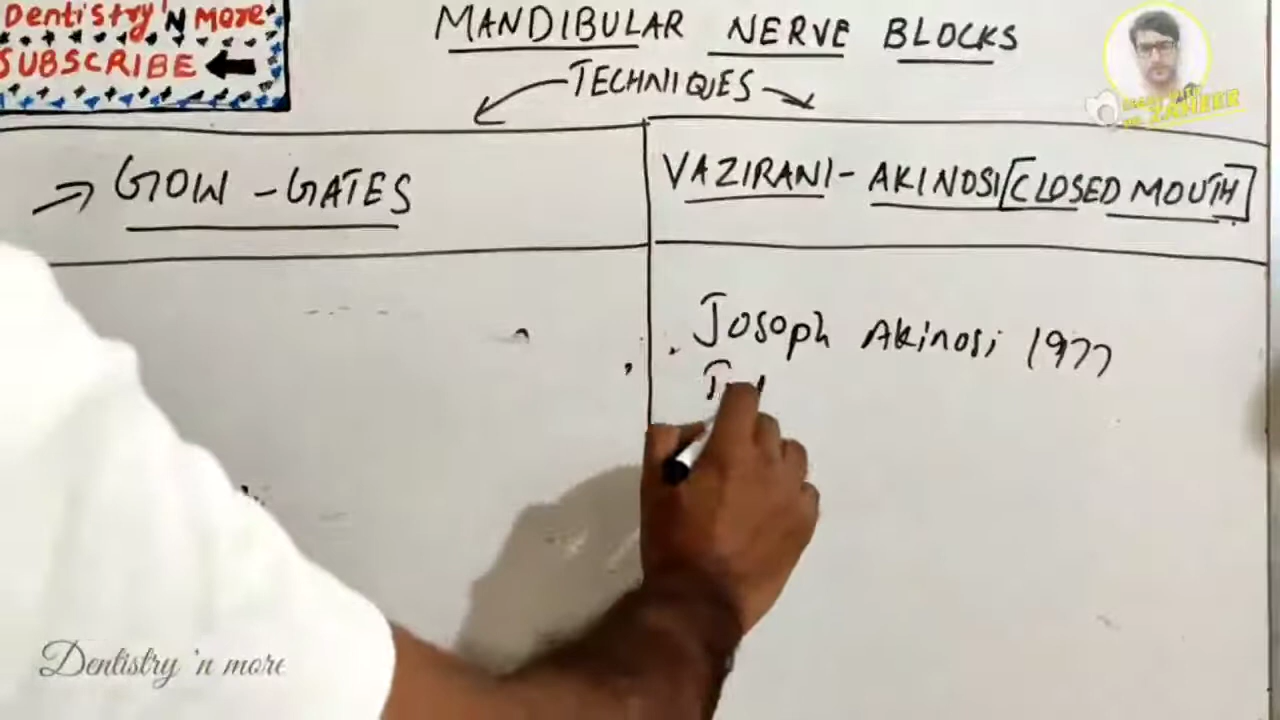 Dentistry 'N More
SUBSCRIBE
MANDIBULAR NERVE BLOCKS
TECHNIQUES
GOW - GATES
VAZIRANI - AKINOSI [CLOSED MOUTH]
Josoph Akinosi 1977
Dentistry 'n more